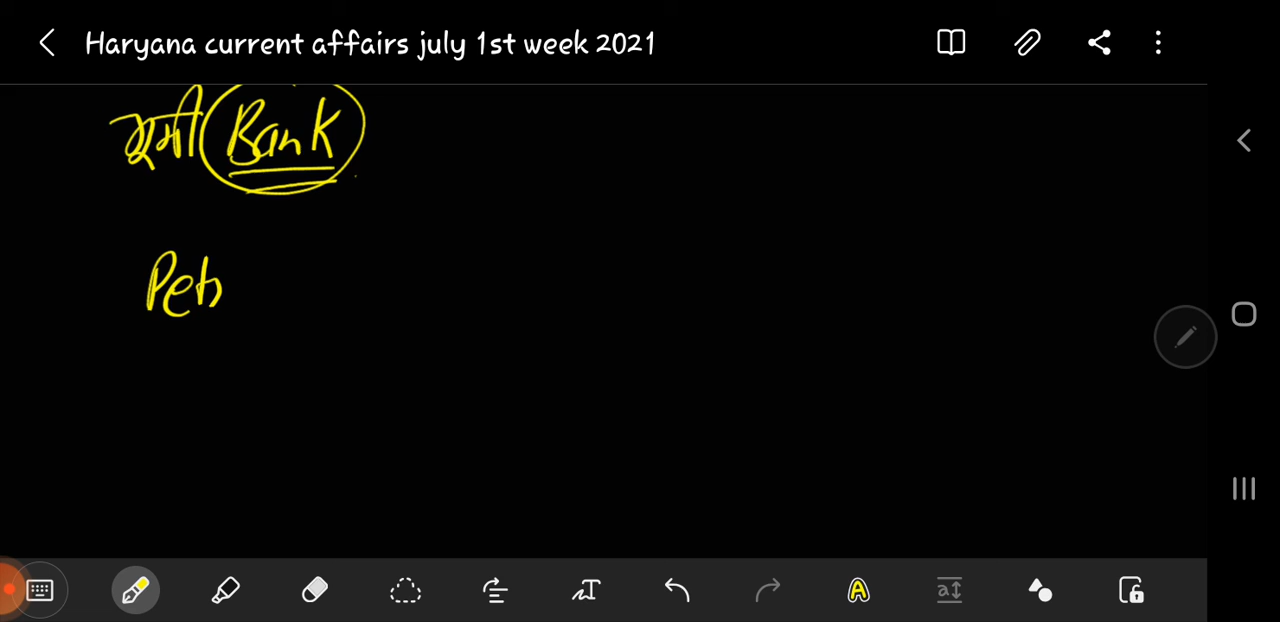 Haryana current affairs july 1st week 2021
भूमी Bank
Peh